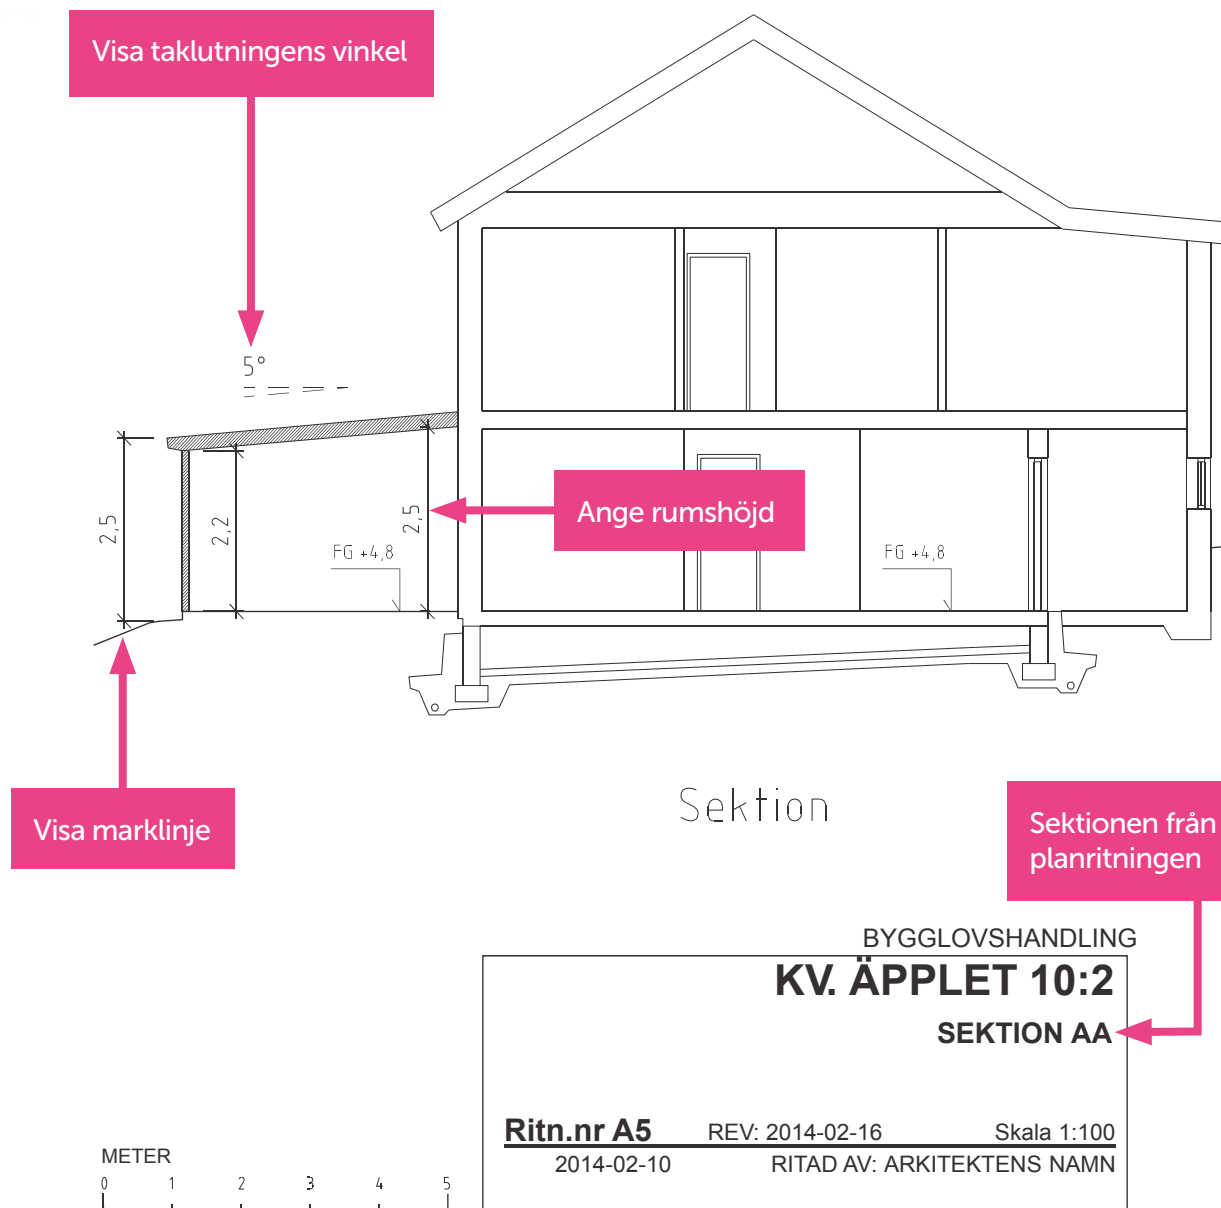 Visa taklutningens vinkel
5°
2,5
2,2
2,5
Ange rumshöjd
FG +4,8
FG +4,8
Visa marklinje
Sektion
Sektionen från
planritningen
BYGGLOVSHANDLING
KV. ÄPPLET 10:2
SEKTION AA
Ritn.nr A5 REV: 2014-02-16 Skala 1:100
2014-02-10 RITAD AV: ARKITEKTENS NAMN
METER
0 1 2 3 4 5